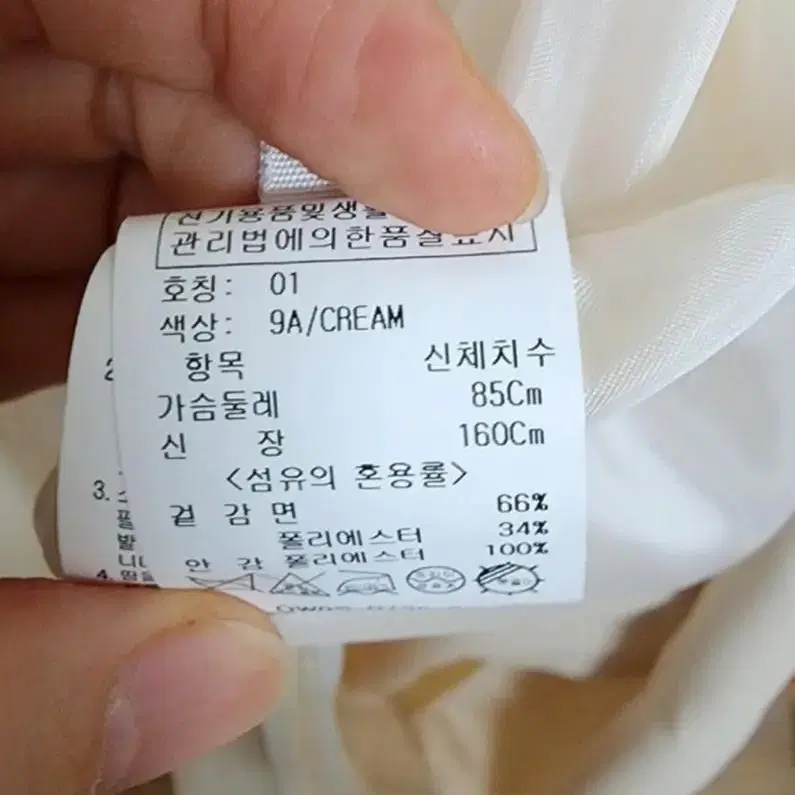 관리법에의한품질표시
호칭: 01
색상: 9A/CREAM
항목 신체치수
가슴둘레 85Cm
신 장 160Cm
<섬유의 혼용률>
겉 감 면 66%
폴리에스터 34%
안 감 폴리에스터 100%
3.
4.